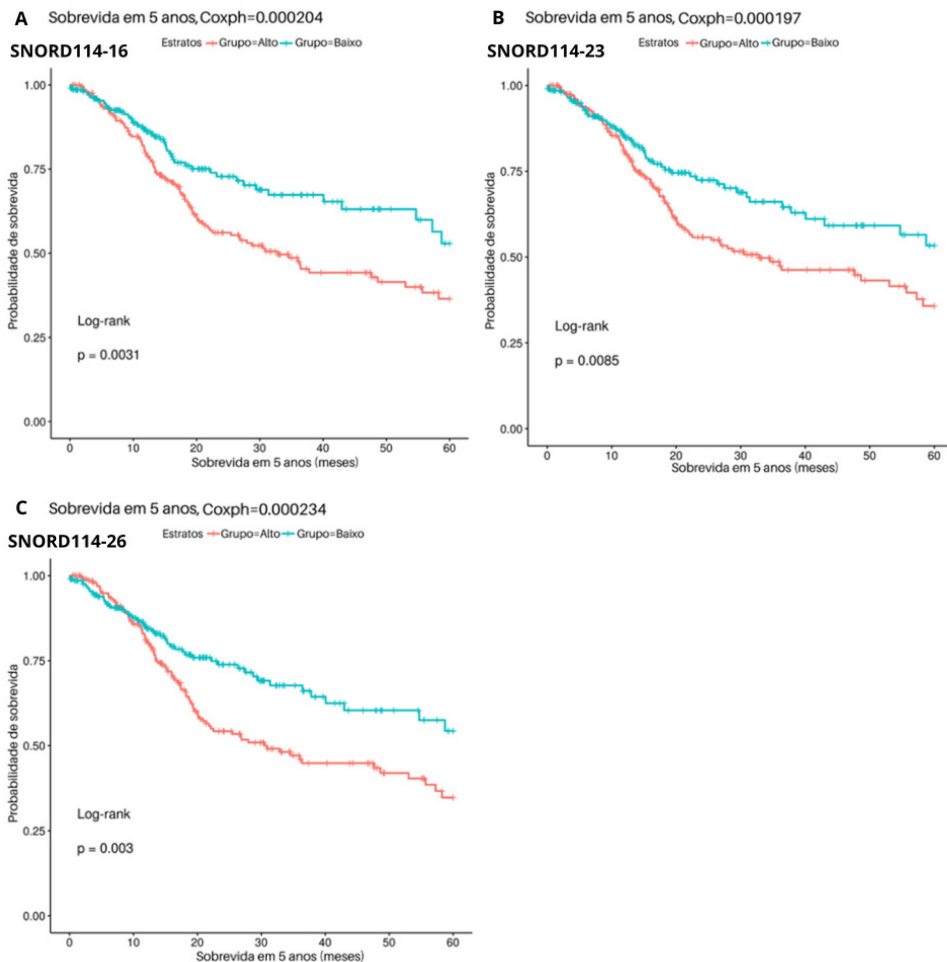 A Sobrevida em 5 anos, Coxph=0.000204
SNORD114-16
Estratos Grupo=Alto Grupo=Baixo
Probabilidade de sobrevida
1.00
0.75
0.50
0.25
0.00
Log-rank
p = 0.0031
0 10 20 30 40 50 60
Sobrevida em 5 anos (meses)
B Sobrevida em 5 anos, Coxph=0.000197
SNORD114-23
Estratos Grupo=Alto Grupo=Baixo
Probabilidade de sobrevida
1.00
0.75
0.50
0.25
0.00
Log-rank
p = 0.0085
0 10 20 30 40 50 60
Sobrevida em 5 anos (meses)
C Sobrevida em 5 anos, Coxph=0.000234
SNORD114-26
Estratos Grupo=Alto Grupo=Baixo
Probabilidade de sobrevida
1.00
0.75
0.50
0.25
0.00
Log-rank
p = 0.003
0 10 20 30 40 50 60
Sobrevida em 5 anos (meses)